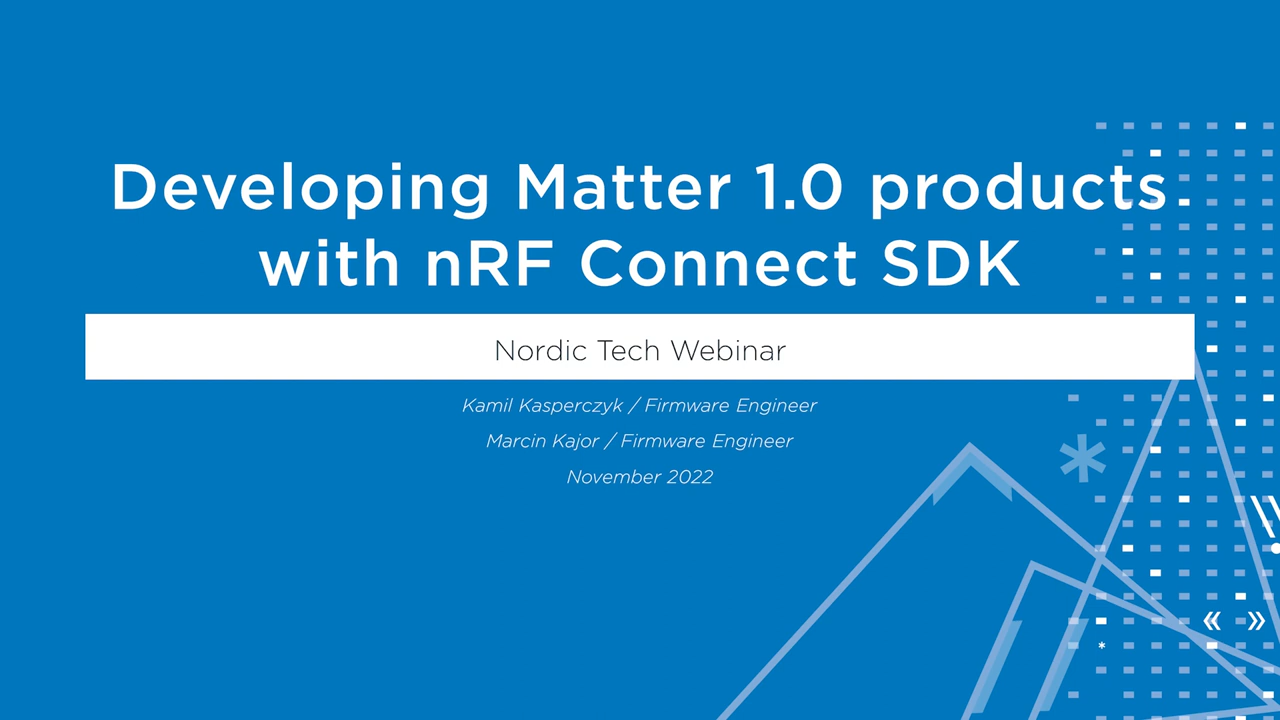 Developing Matter 1.0 products
with nRF Connect SDK
Nordic Tech Webinar
Kamil Kasperczyk / Firmware Engineer
Marcin Kajor / Firmware Engineer
November 2022